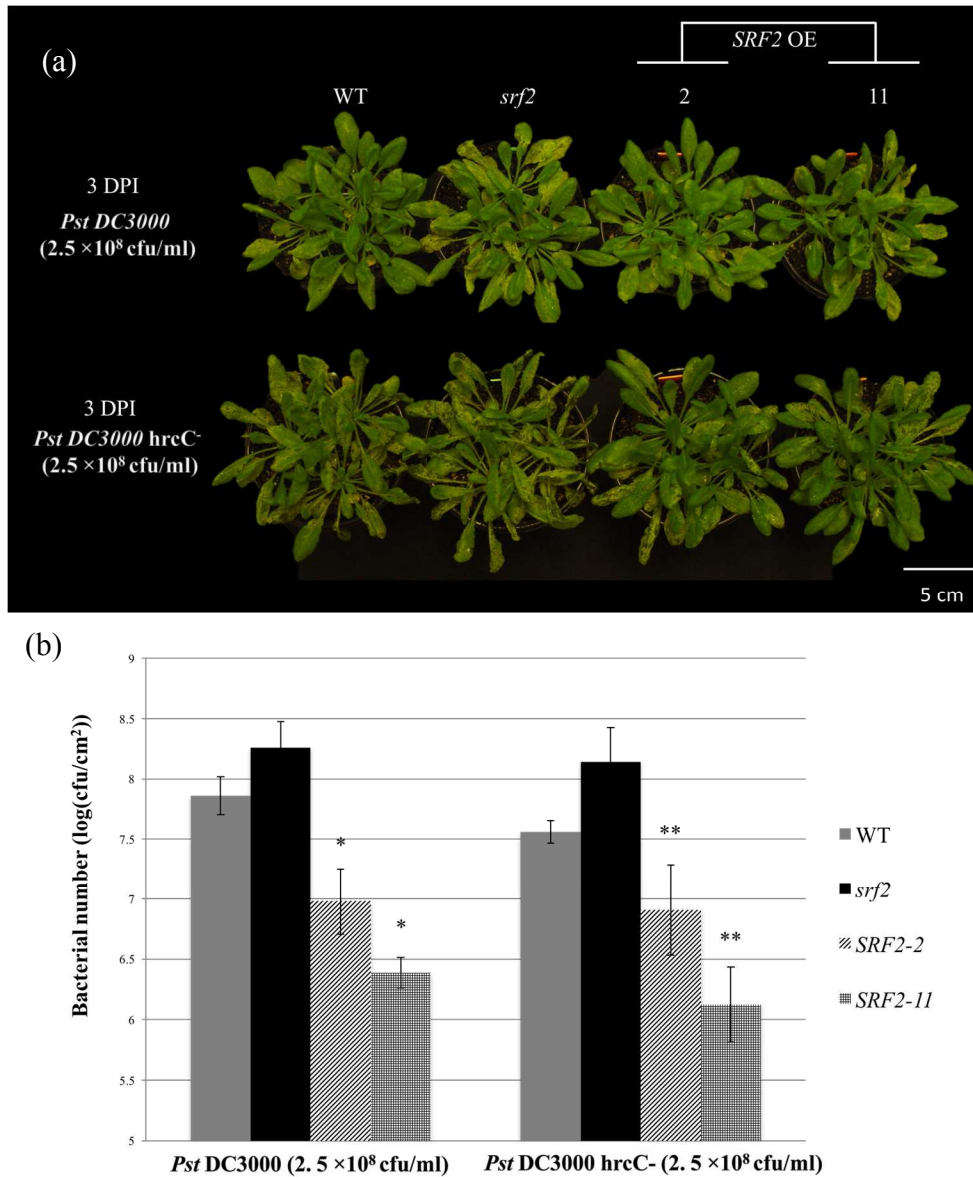 (a)
SRF2 OE
WT srf2 2 11
3 DPI
Pst DC3000
(2.5 ×10⁸ cfu/ml)
3 DPI
Pst DC3000 hrcC⁻
(2.5 ×10⁸ cfu/ml)
5 cm
(b)
Bacterial number (log(cfu/cm²))
9
8.5
8
7.5
7
6.5
6
5.5
5
*
*
**
**
WT
srf2
SRF2-2
SRF2-11
Pst DC3000 (2. 5 ×10⁸ cfu/ml)
Pst DC3000 hrcC- (2. 5 ×10⁸ cfu/ml)